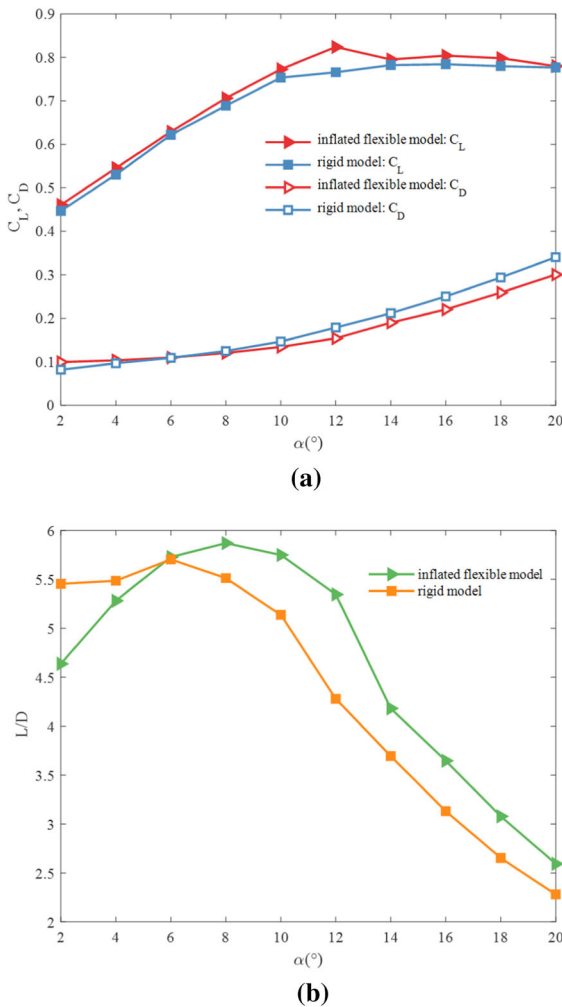 0.9
0.8
0.7
0.6
0.5
0.4
0.3
0.2
0.1
0
C_L, C_D
inflated flexible model: C_L
rigid model: C_L
inflated flexible model: C_D
rigid model: C_D
2 4 6 8 10 12 14 16 18 20
α(°)
(a)
6
5.5
5
4.5
4
3.5
3
2.5
2
L/D
inflated flexible model
rigid model
2 4 6 8 10 12 14 16 18 20
α(°)
(b)